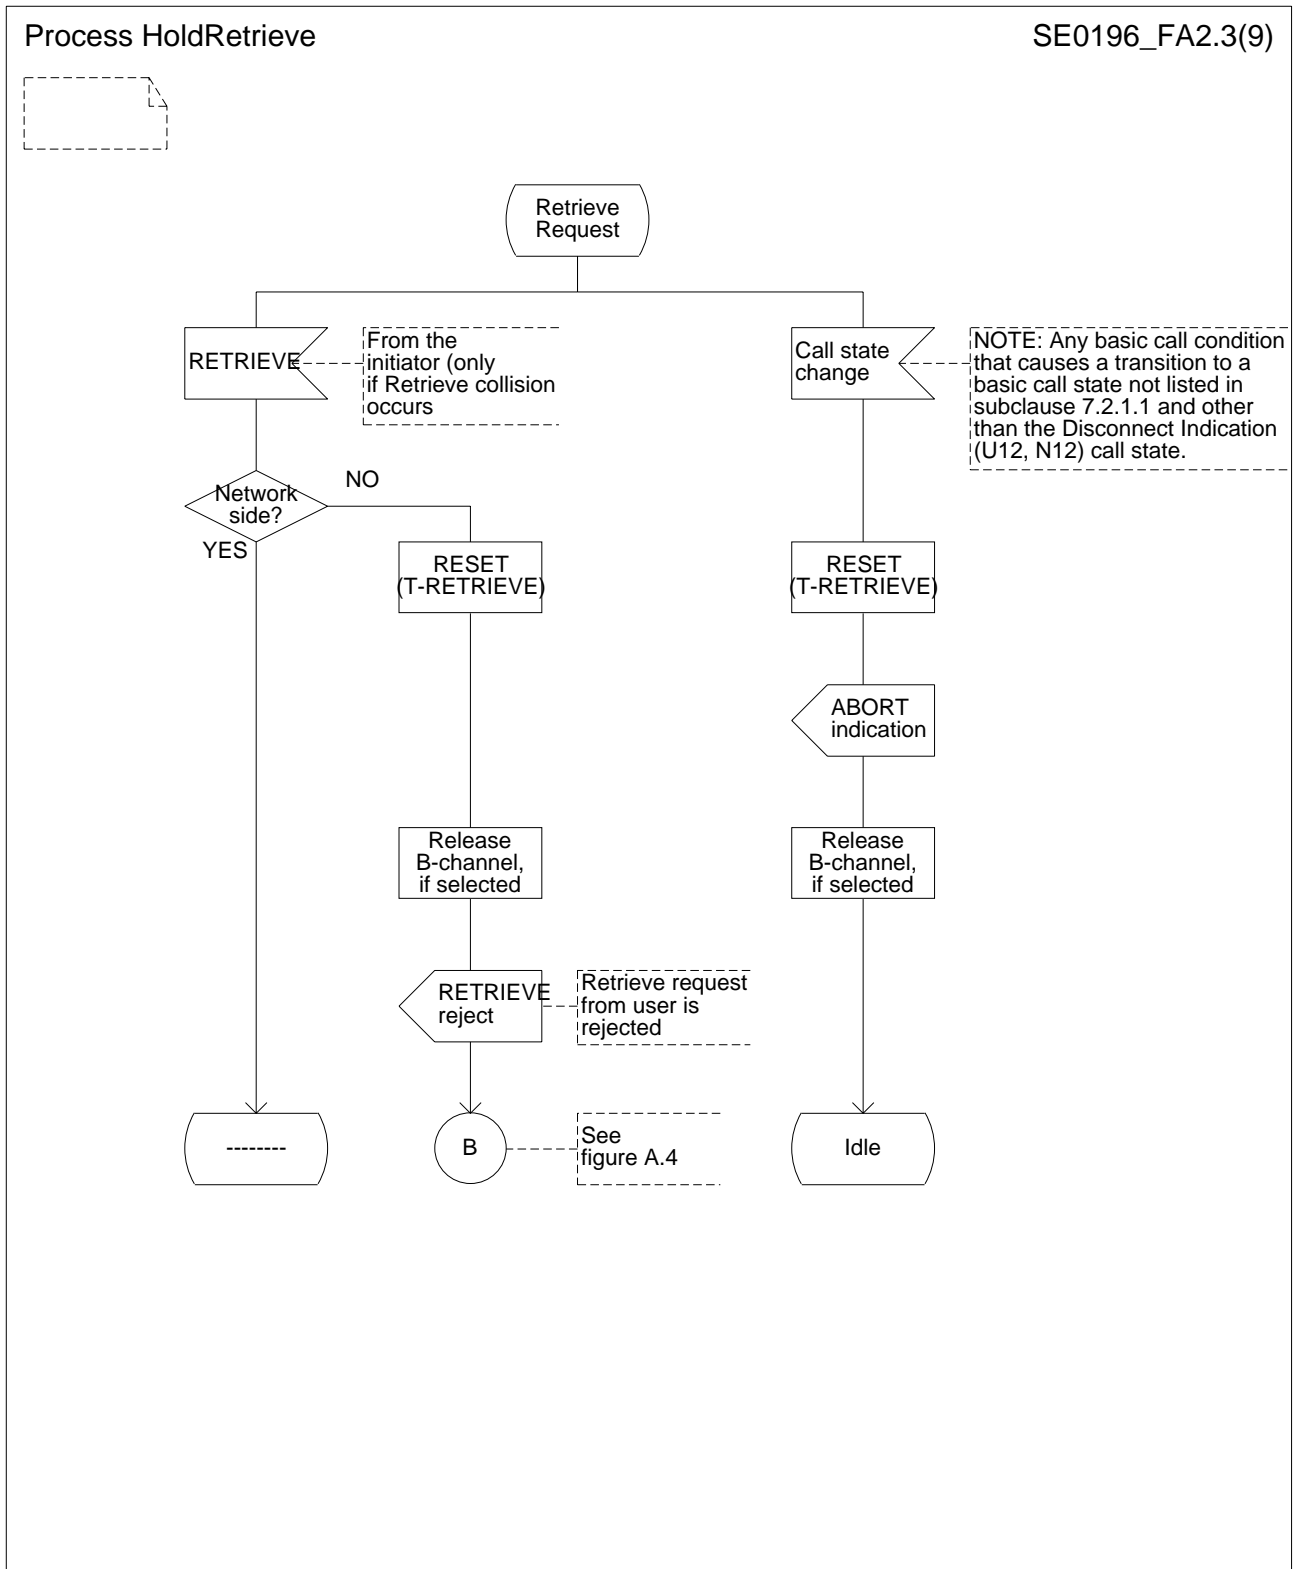 Process HoldRetrieve
SE0196_FA2.3(9)
Retrieve
Request
RETRIEVE
From the
initiator (only
if Retrieve collision
occurs
Call state
change
NOTE: Any basic call condition
that causes a transition to a
basic call state not listed in
subclause 7.2.1.1 and other
than the Disconnect Indication
(U12, N12) call state.
Network
side?
NO
YES
RESET
(T-RETRIEVE)
RESET
(T-RETRIEVE)
ABORT
indication
Release
B-channel,
if selected
Release
B-channel,
if selected
RETRIEVE
reject
Retrieve request
from user is
rejected
--------
B
See
figure A.4
Idle